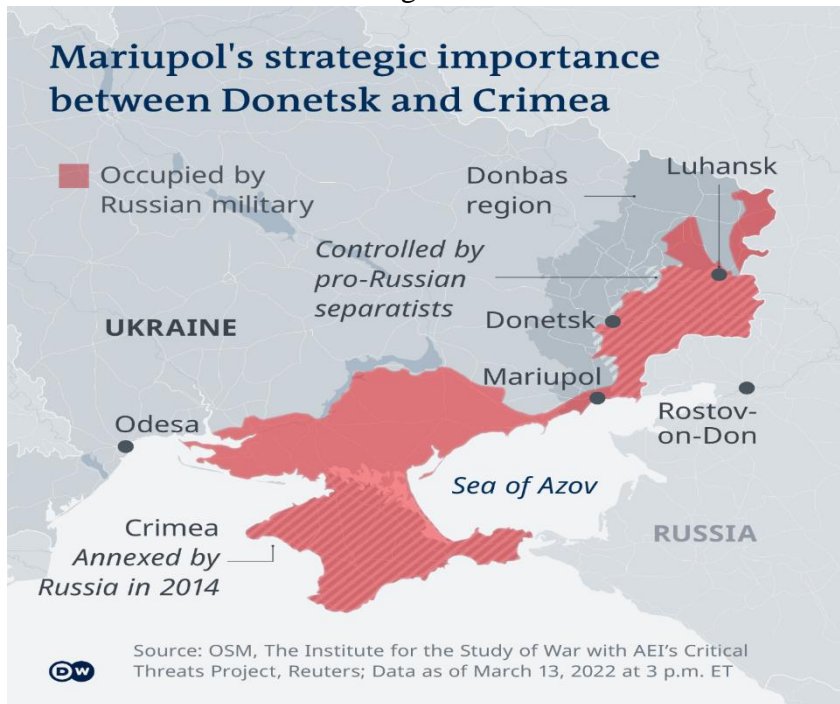 Mariupol's strategic importance
between Donetsk and Crimea
Occupied by
Russian military
Donbas
region
Luhansk
Controlled by
pro-Russian
separatists
UKRAINE
Donetsk
Mariupol
Odesa
Rostov-
on-Don
Sea of Azov
Crimea
Annexed by
Russia in 2014
RUSSIA
Source: OSM, The Institute for the Study of War with AEI's Critical
Threats Project, Reuters; Data as of March 13, 2022 at 3 p.m. ET
DW